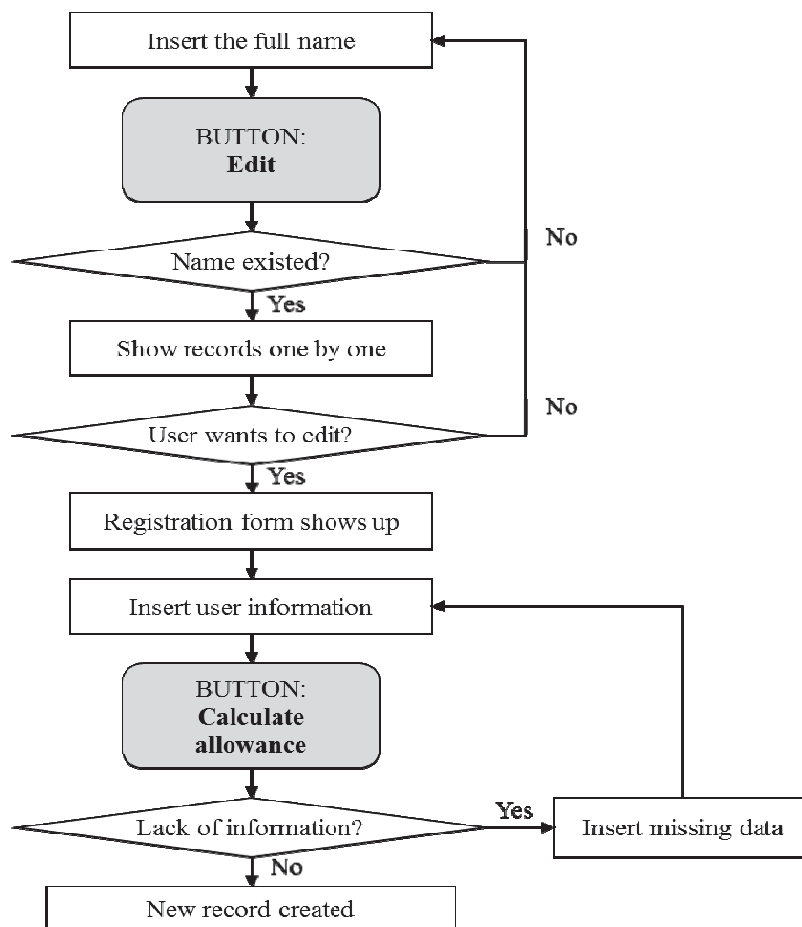 Insert the full name
BUTTON:
Edit
No
Name existed?
Yes
Show records one by one
No
User wants to edit?
Yes
Registration form shows up
Insert user information
BUTTON:
Calculate
allowance
Yes
Lack of information?
Insert missing data
No
New record created